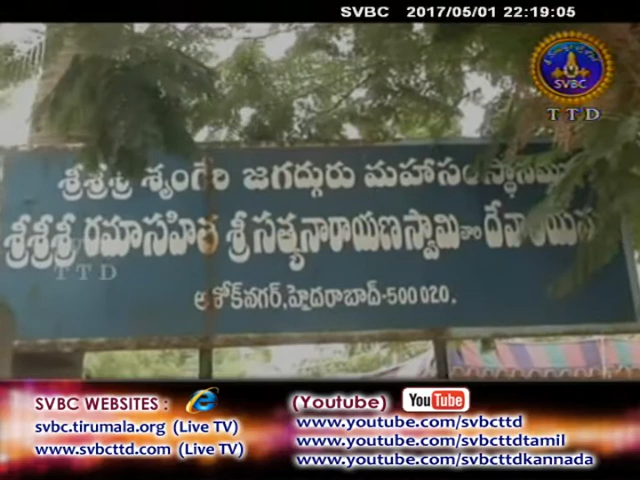 SVBC 2017/05/01 22:19:05
SVBC
TTD
శ్రీశ్రీశ్రీ శృంగేరి జగద్గురు మహాసంస్థానము
శ్రీశ్రీశ్రీ రమాసహిత శ్రీ సత్యనారాయణస్వామి వారి దేవాలయము
TTD
అశోక్‌నగర్, హైదరాబాద్-500 020.
SVBC WEBSITES :
svbc.tirumala.org (Live TV)
www.svbcttd.com (Live TV)
(Youtube) YouTube
www.youtube.com/svbcttd
www.youtube.com/svbcttdtamil
www.youtube.com/svbcttdkannada